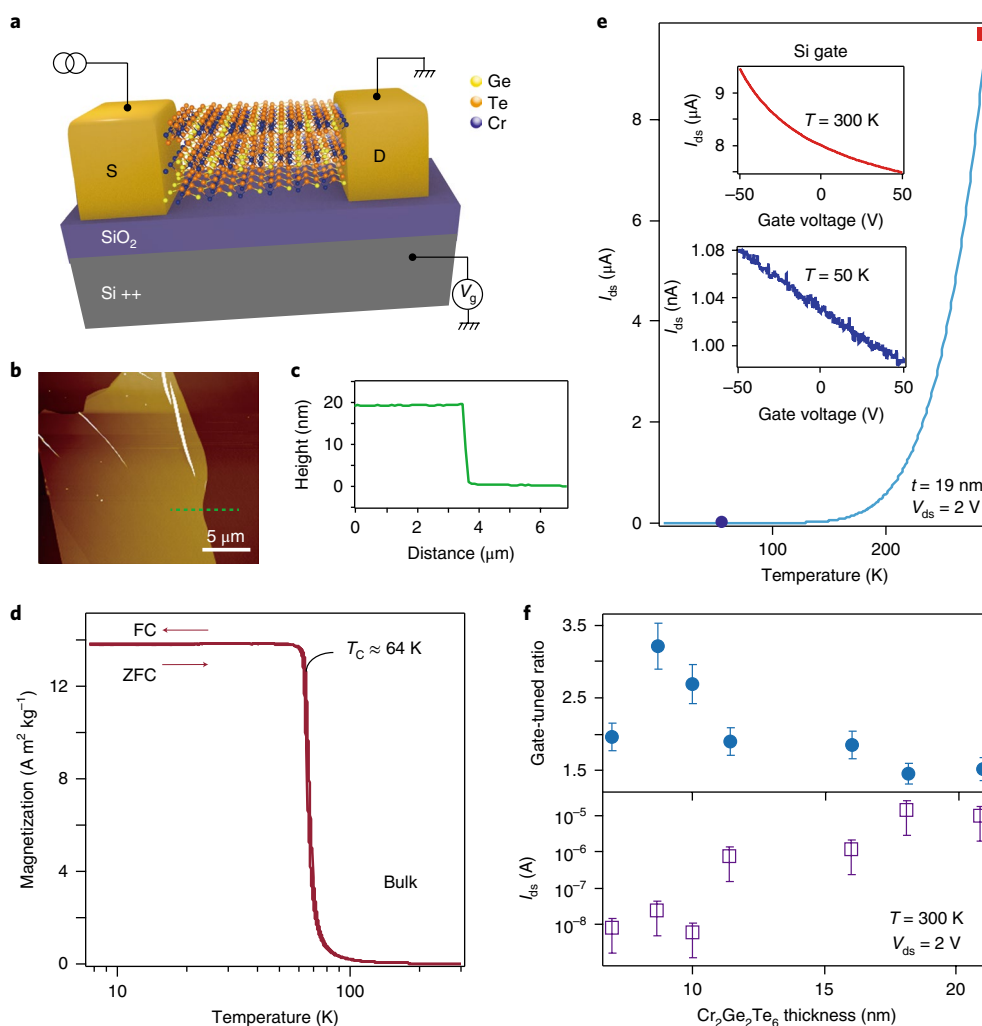 a
Ge
Te
Cr
S
D
SiO2
Si ++
Vg
b
5 μm
c
20
10
0
Height (nm)
0 2 4 6
Distance (μm)
d
FC
ZFC
TC ≈ 64 K
12
8
4
0
Magnetization (A m² kg⁻¹)
Bulk
10 100
Temperature (K)
e
Si gate
9
8
Ids (μA)
T = 300 K
−50 0 50
Gate voltage (V)
1.08
1.04
1.00
Ids (nA)
T = 50 K
−50 0 50
Gate voltage (V)
8
6
4
2
0
Ids (μA)
t = 19 nm
Vds = 2 V
100 200
Temperature (K)
f
3.5
2.5
1.5
Gate-tuned ratio
10⁻⁵
10⁻⁶
10⁻⁷
10⁻⁸
Ids (A)
T = 300 K
Vds = 2 V
10 15 20
Cr2Ge2Te6 thickness (nm)